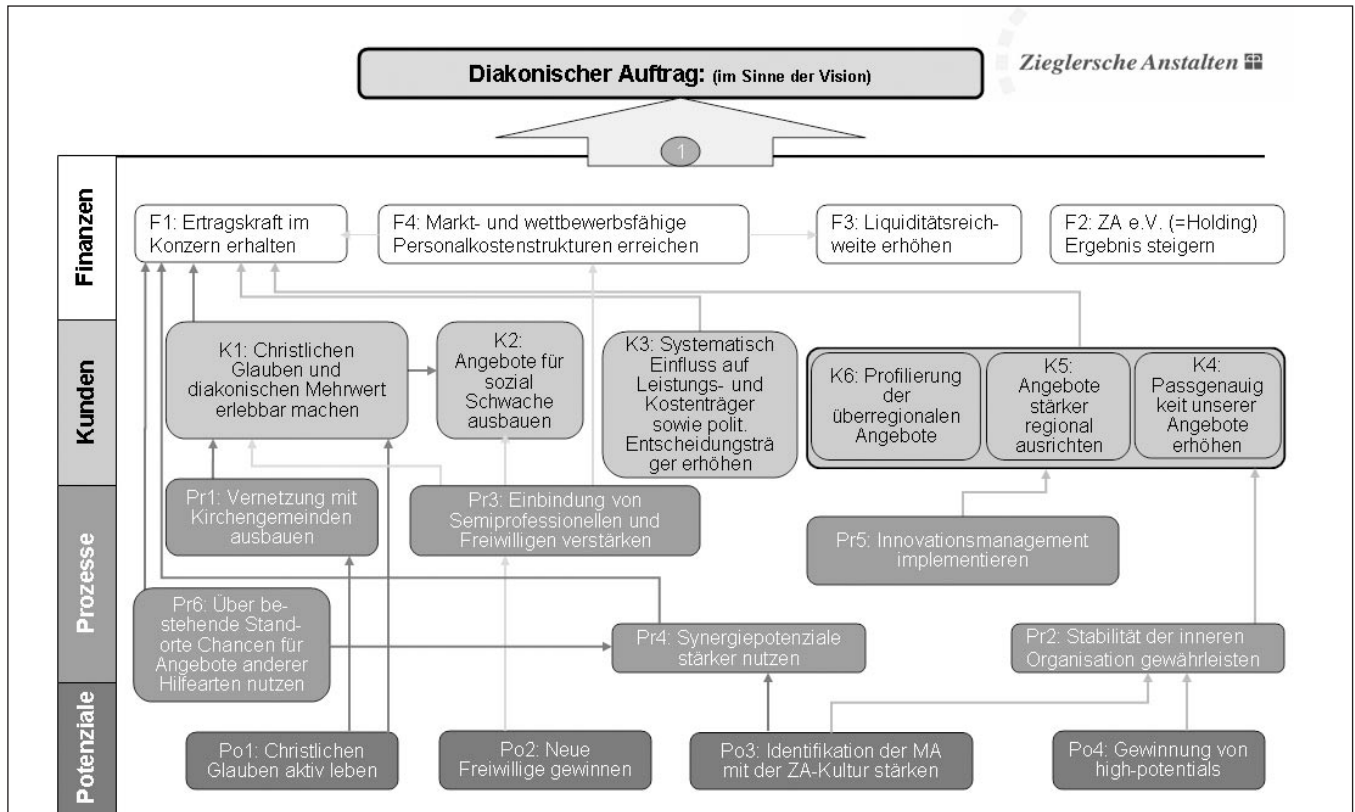 Diakonischer Auftrag: (im Sinne der Vision)
Zieglersche Anstalten
1
Finanzen
F1: Ertragskraft im
Konzern erhalten
F4: Markt- und wettbewerbsfähige
Personalkostenstrukturen erreichen
F3: Liquiditätsreich-
weite erhöhen
F2: ZA e.V. (=Holding)
Ergebnis steigern
Kunden
K1: Christlichen
Glauben und
diakonischen Mehrwert
erlebbar machen
K2:
Angebote für
sozial
Schwache
ausbauen
K3: Systematisch
Einfluss auf
Leistungs- und
Kostenträger
sowie polit.
Entscheidungsträ
ger erhöhen
K6: Profilierung
der
überregionalen
Angebote
K5:
Angebote
stärker
regional
ausrichten
K4:
Passgenauig
keit unserer
Angebote
erhöhen
Prozesse
Pr1: Vernetzung mit
Kirchengemeinden
ausbauen
Pr3: Einbindung von
Semiprofessionellen und
Freiwilligen verstärken
Pr5: Innovationsmanagement
implementieren
Pr6: Über be-
stehende Stand-
orte Chancen für
Angebote anderer
Hilfearten nutzen
Pr4: Synergiepotenziale
stärker nutzen
Pr2: Stabilität der inneren
Organisation gewährleisten
Potenziale
Po1: Christlichen
Glauben aktiv leben
Po2: Neue
Freiwillige gewinnen
Po3: Identifikation der MA
mit der ZA-Kultur stärken
Po4: Gewinnung von
high-potentials